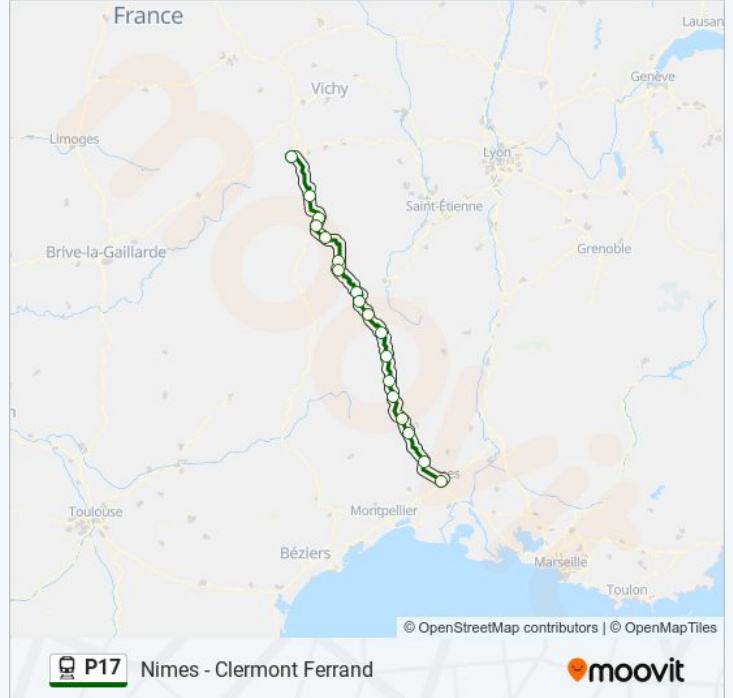 France
Lausan
Vichy
Genève
Limoges
Lyon
Saint-Étienne
Brive-la-Gaillarde
Grenoble
es
Toulouse
Montpellier
Béziers
Marseille
Toulon
© OpenStreetMap contributors | © OpenMapTiles
P17 Nimes - Clermont Ferrand moovit